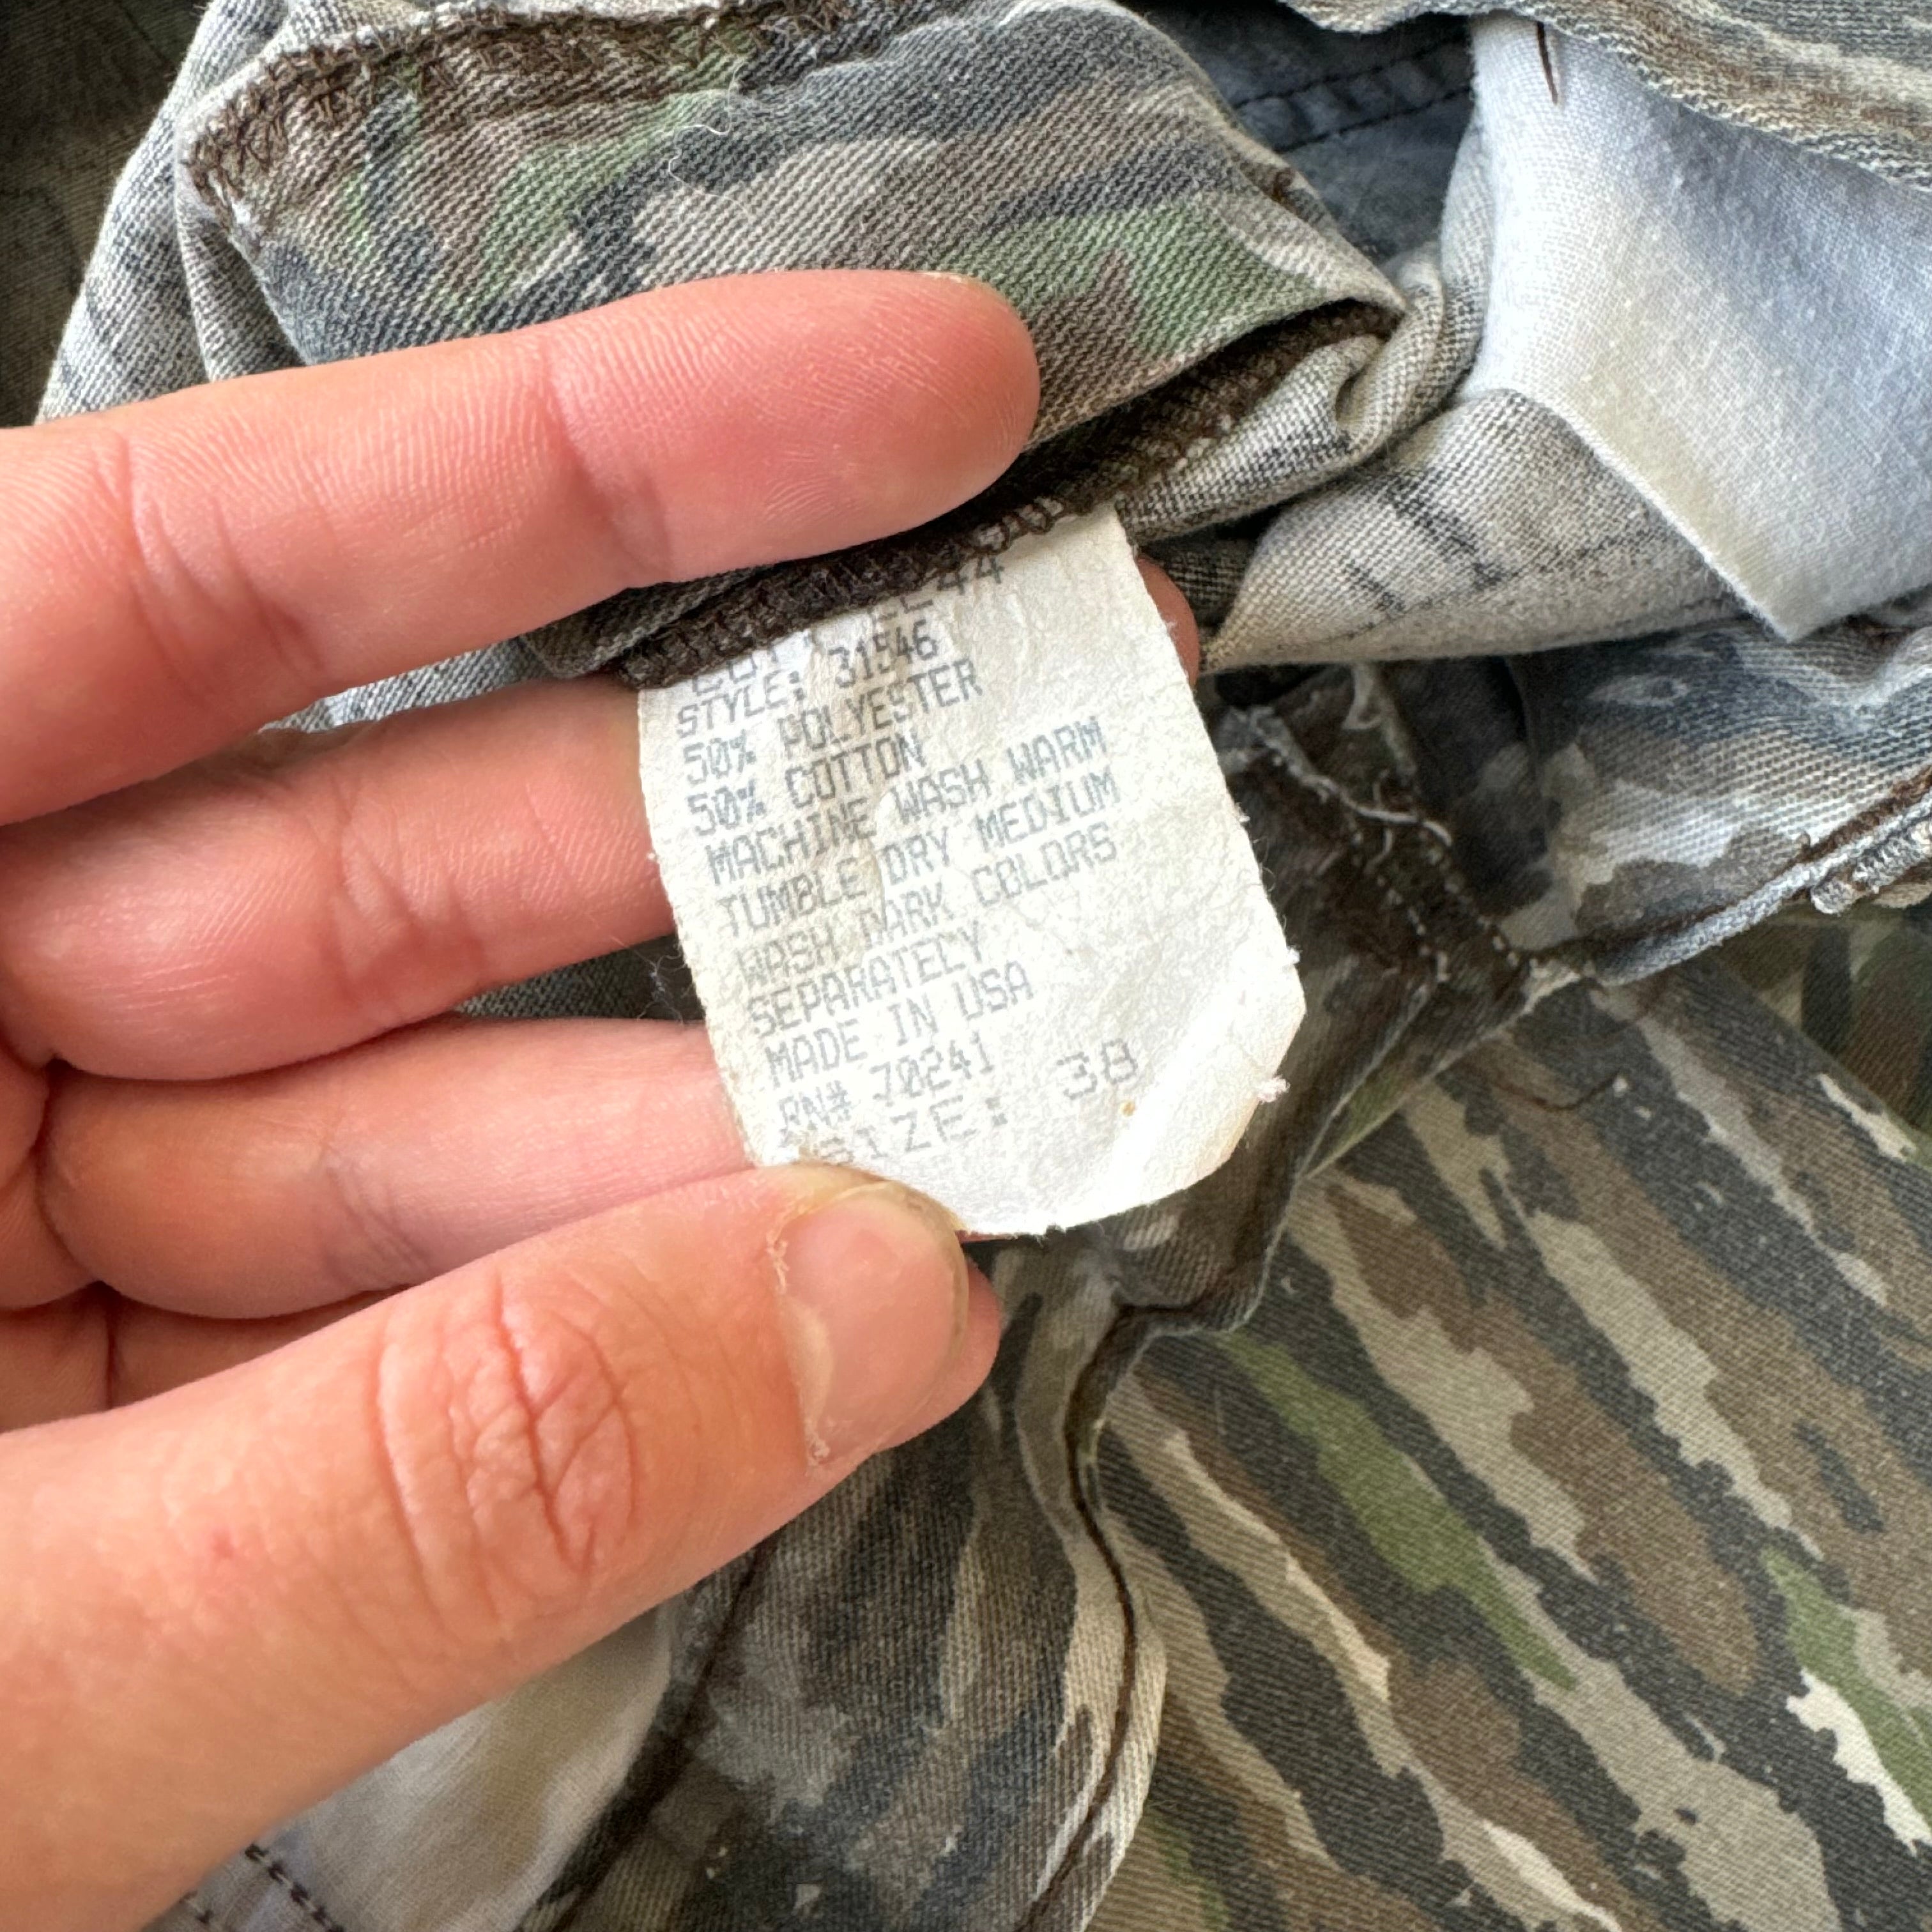 STYLE: 31546
50% POLYESTER
50% COTTON
MACHINE WASH WARM
TUMBLE DRY MEDIUM
WASH DARK COLORS
SEPARATELY
MADE IN USA
RN# 70241
SIZE: 38